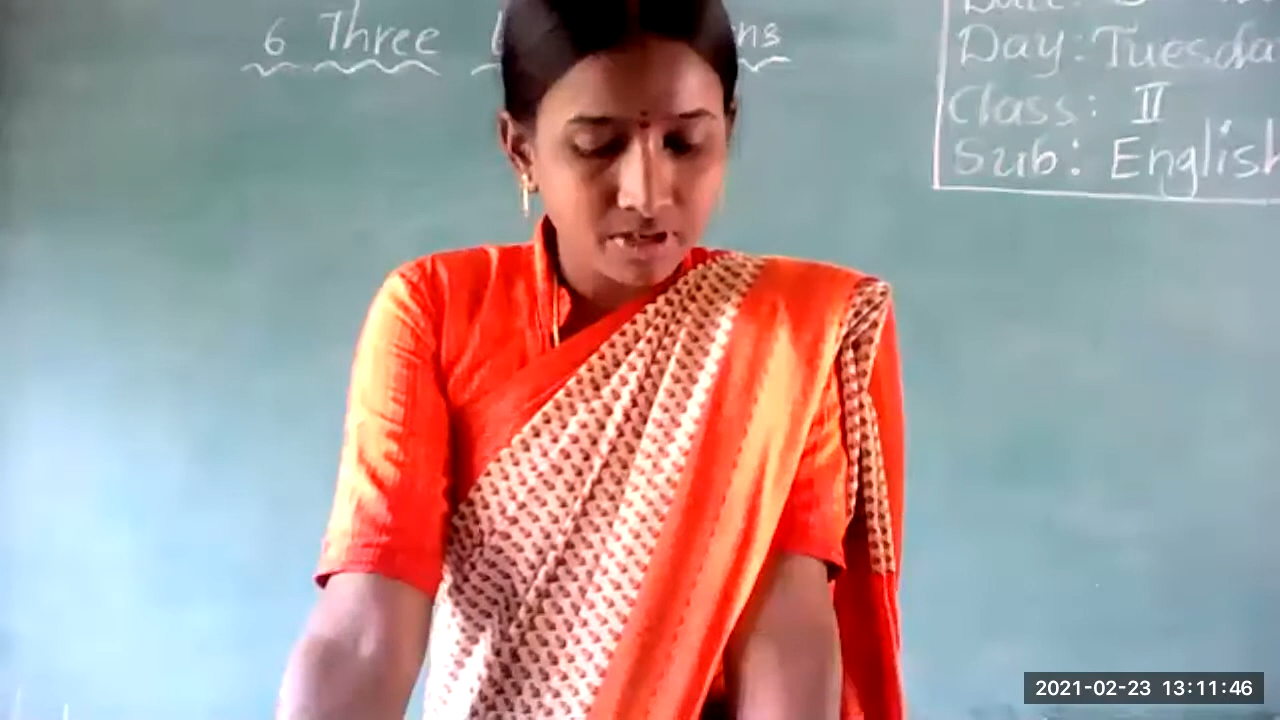 6 Three
Day: Tuesda
Class: II
Sub: English
2021-02-23 13:11:46